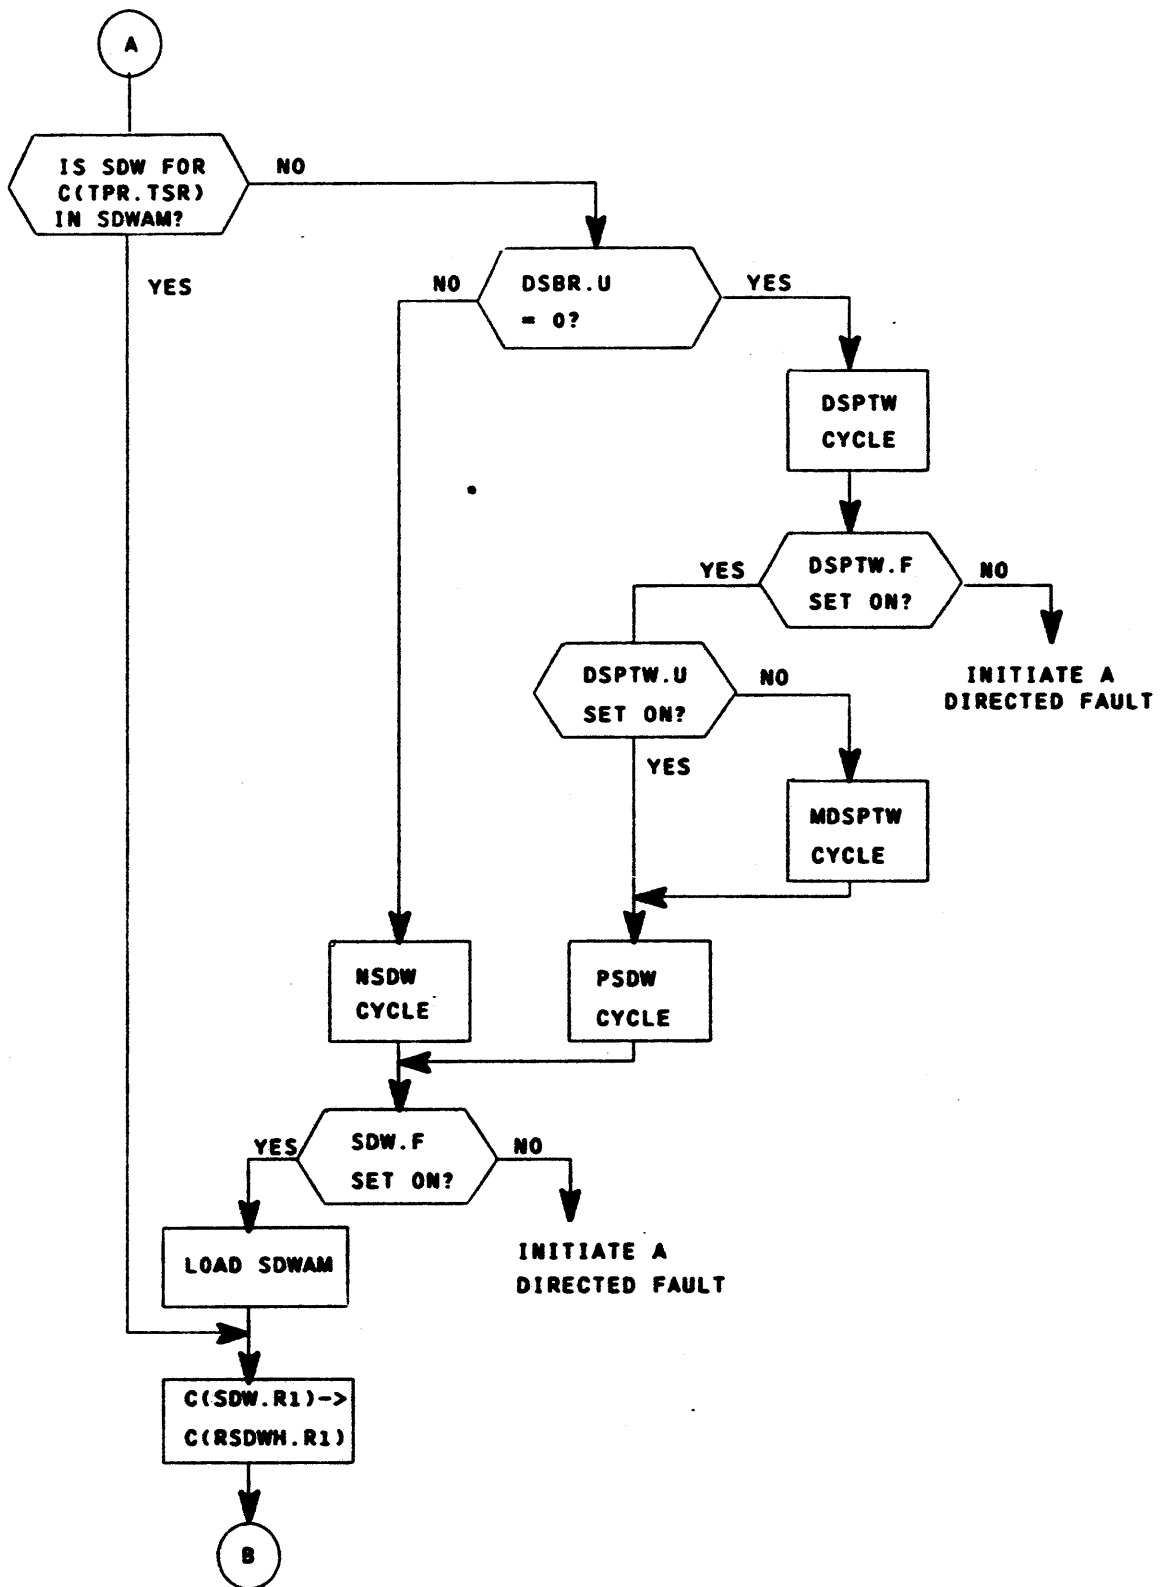 A
IS SDW FOR
C(TPR.TSR)
IN SDWAM?
NO
YES
DSBR.U
= 0?
NO
YES
DSPTW
CYCLE
DSPTW.F
SET ON?
YES
NO
INITIATE A
DIRECTED FAULT
DSPTW.U
SET ON?
NO
YES
MDSPTW
CYCLE
NSDW
CYCLE
PSDW
CYCLE
SDW.F
SET ON?
YES
NO
INITIATE A
DIRECTED FAULT
LOAD SDWAM
C(SDW.R1)->
C(RSDWH.R1)
B